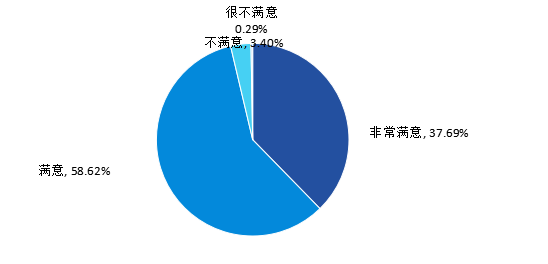 很不满意
0.29%
不满意, 3.40%
非常满意, 37.69%
满意, 58.62%